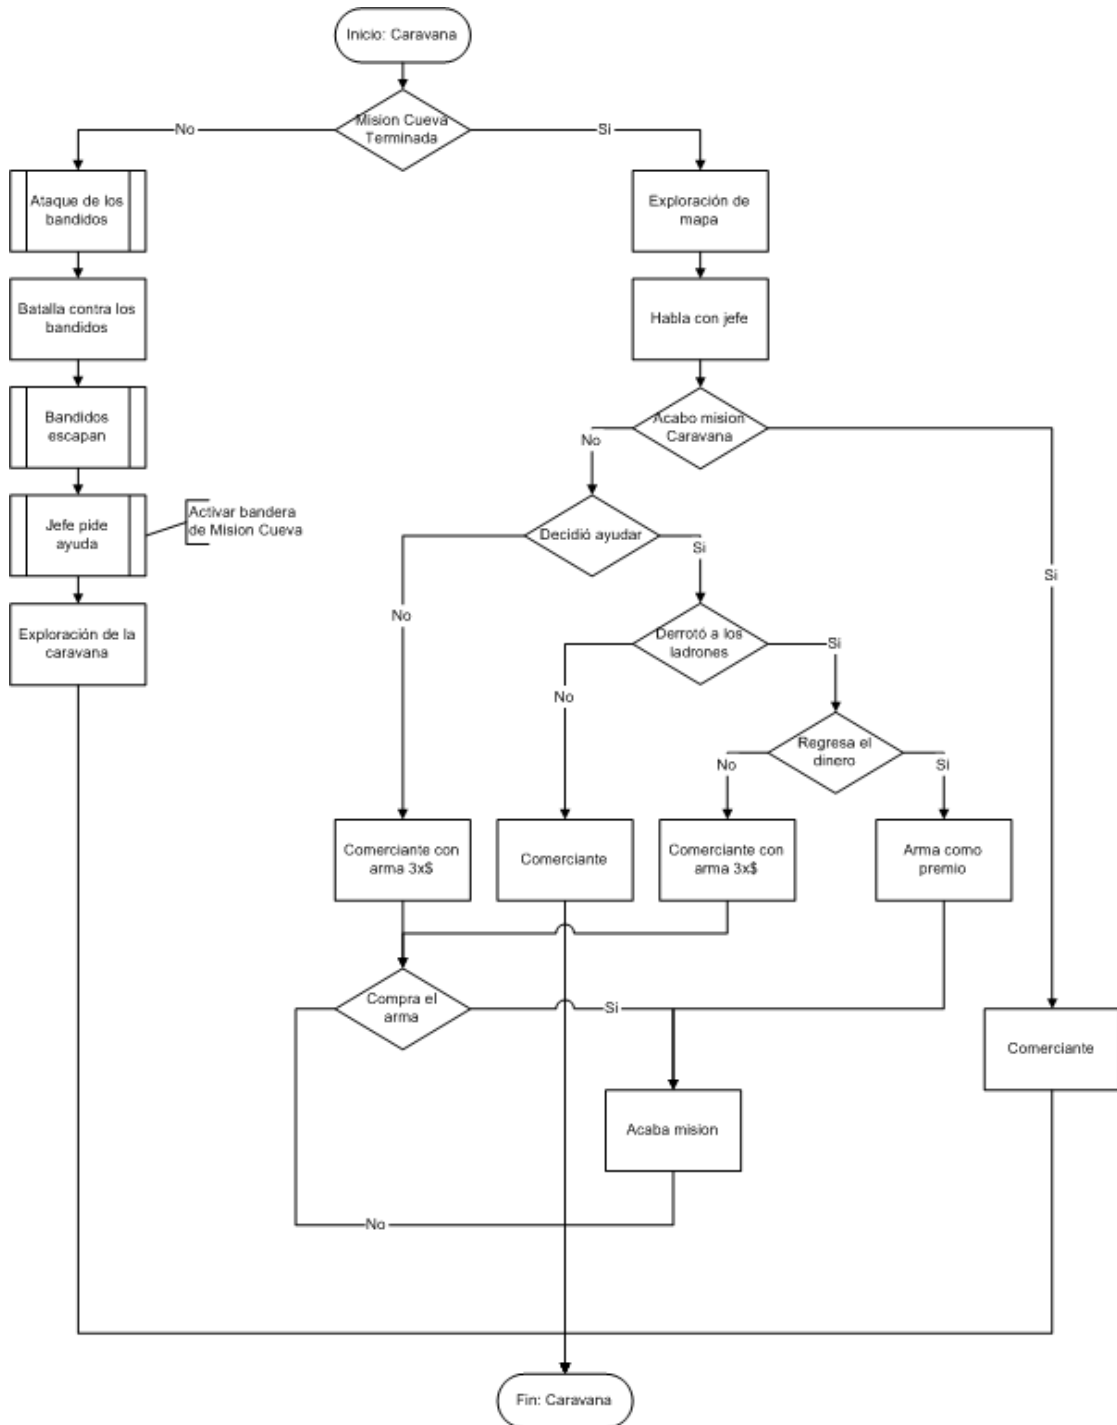 Inicio: Caravana
Mision Cueva
Terminada
No
Si
Ataque de los
bandidos
Exploración de
mapa
Batalla contra los
bandidos
Habla con jefe
Bandidos
escapan
Acabo mision
Caravana
No
Jefe pide
ayuda
Activar bandera
de Mision Cueva
Decidió ayudar
Si
Si
No
Exploración de la
caravana
Derrotó a los
ladrones
Si
No
Regresa el
dinero
No
Si
Comerciante con
arma 3x$
Comerciante
Comerciante con
arma 3x$
Arma como
premio
Compra el
arma
Si
Comerciante
Acaba mision
No
Fin: Caravana